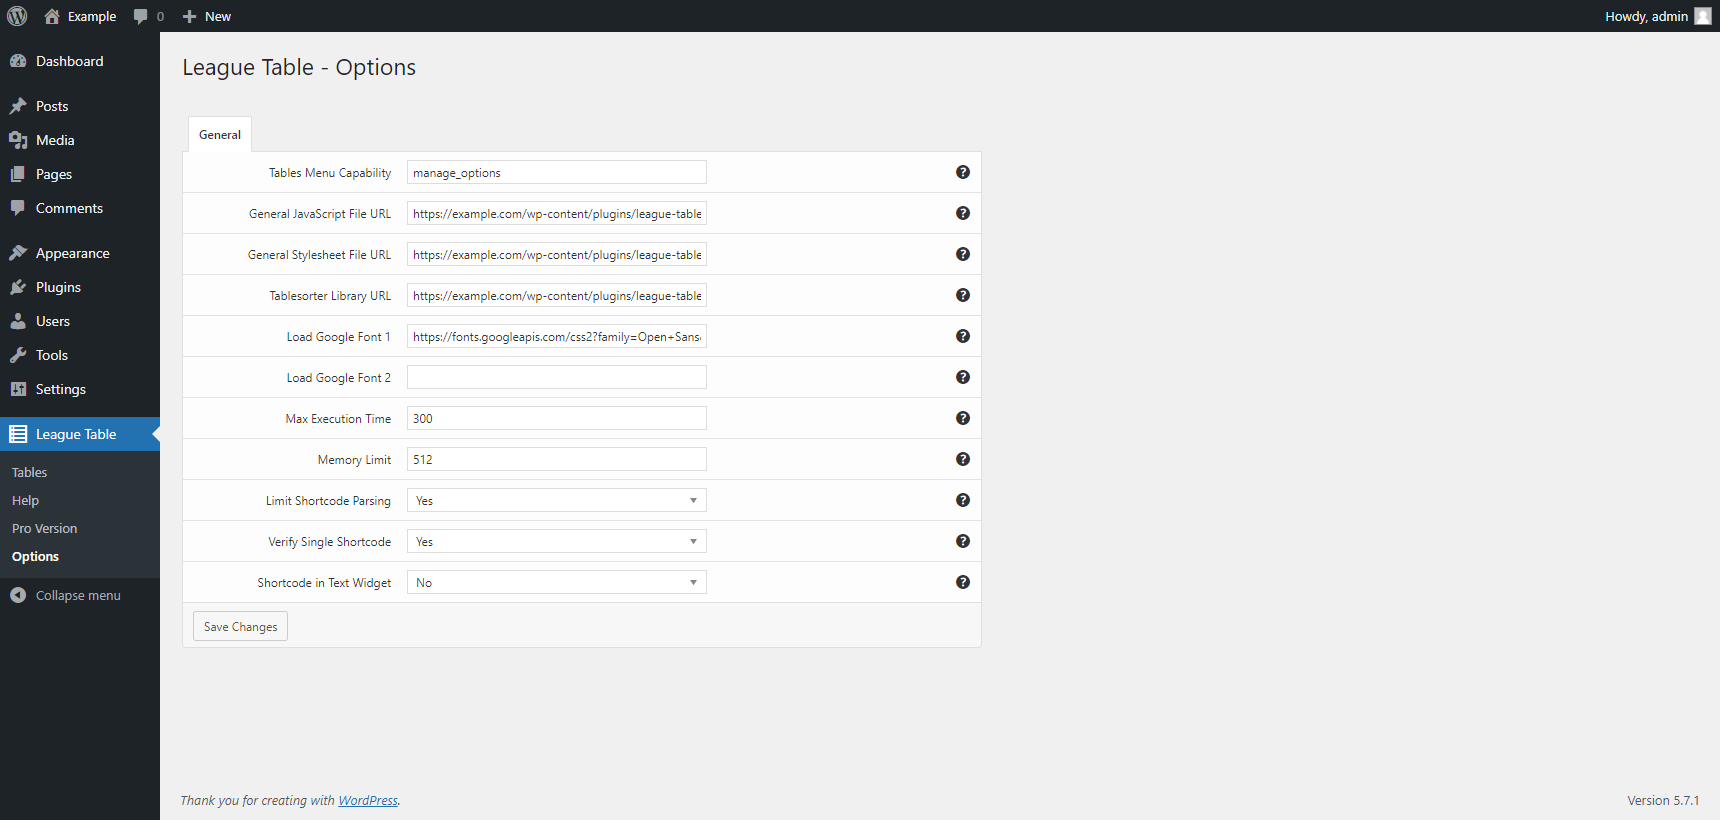 Example
0
New
Howdy, admin
Dashboard
Posts
Media
Pages
Comments
Appearance
Plugins
Users
Tools
Settings
League Table
Tables
Help
Pro Version
Options
Collapse menu
League Table - Options
General
Tables Menu Capability manage_options
General JavaScript File URL https://example.com/wp-content/plugins/league-table
General Stylesheet File URL https://example.com/wp-content/plugins/league-table
Tablesorter Library URL https://example.com/wp-content/plugins/league-table
Load Google Font 1 https://fonts.googleapis.com/css2?family=Open+Sans
Load Google Font 2
Max Execution Time 300
Memory Limit 512
Limit Shortcode Parsing Yes
Verify Single Shortcode Yes
Shortcode in Text Widget No
Save Changes
Thank you for creating with WordPress.
Version 5.7.1